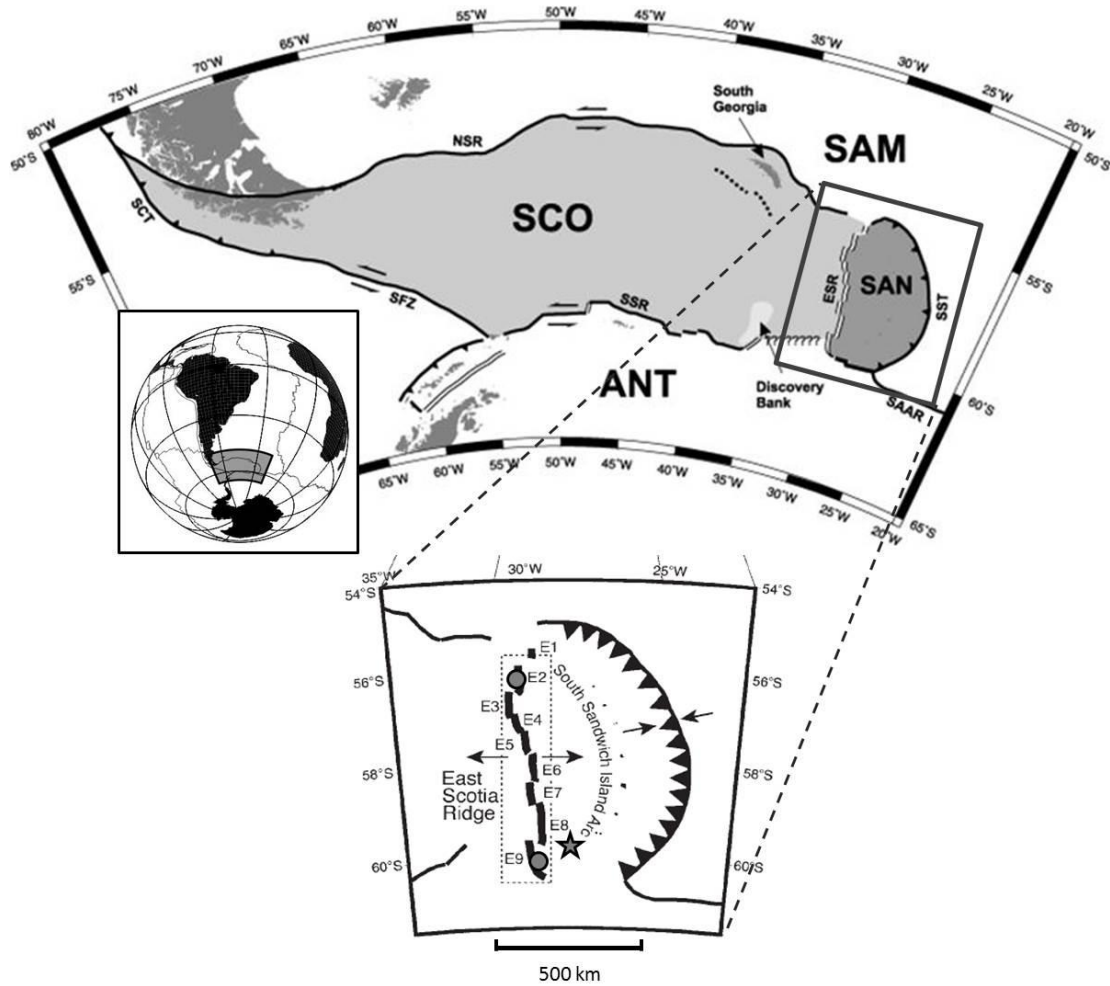 55°W
50°W
45°W
60°W
40°W
65°W
35°W
70°W
30°W
75°W
25°W
80°W
20°W
50°S
50°S
South
Georgia
SAM
NSR
SCT
SCO
ESR
SAN
SST
55°S
55°S
SFZ
SSR
ANT
Discovery
Bank
SAAR
60°S
65°W
60°W
55°W
50°W
45°W
40°W
35°W
30°W
25°W
20°W
65°S
35°W
30°W
25°W
54°S
54°S
E1
E2
56°S
56°S
E3
E4
South Sandwich Island Arc
E5
E6
58°S
58°S
East
Scotia
Ridge
E7
E8
E9
60°S
60°S
500 km